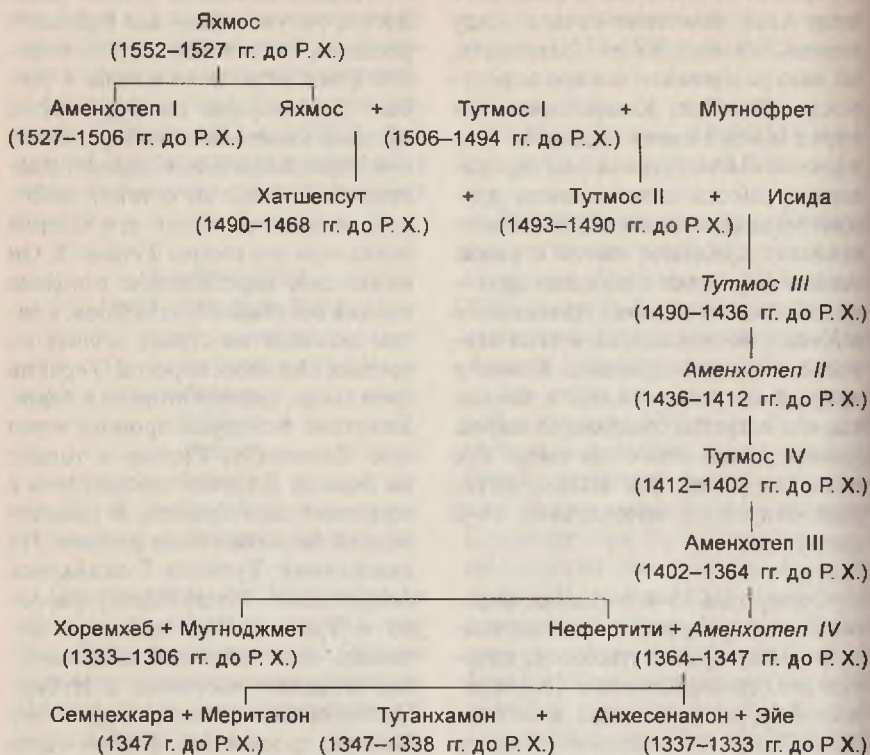 Яхмос
(1552–1527 гг. до Р. Х.)
Аменхотеп I Яхмос + Тутмос I + Мутнофрет
(1527–1506 гг. до Р. Х.) (1506–1494 гг. до Р. Х.)
Хатшепсут + Тутмос II + Исида
(1490–1468 гг. до Р. Х.) (1493–1490 гг. до Р. Х.)
Тутмос III
(1490–1436 гг. до Р. Х.)
Аменхотеп II
(1436–1412 гг. до Р. Х.)
Тутмос IV
(1412–1402 гг. до Р. Х.)
Аменхотеп III
(1402–1364 гг. до Р. Х.)
Хоремхеб + Мутноджмет Нефертити + Аменхотеп IV
(1333–1306 гг. до Р. Х.) (1364–1347 гг. до Р. Х.)
Семнехкара + Меритатон Тутанхамон + Анхесенамон + Эйе
(1347 г. до Р. Х.) (1347–1338 гг. до Р. Х.) (1337–1333 гг. до Р. Х.)